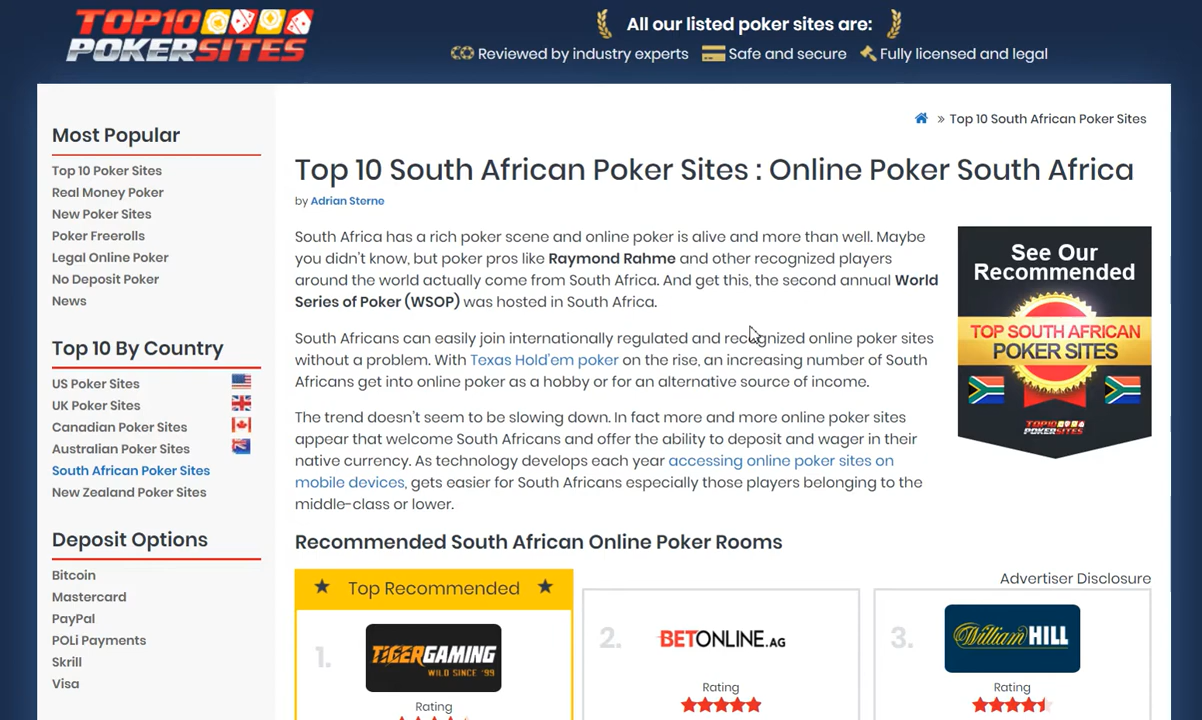 TOP10
POKERSITES
All our listed poker sites are:
Reviewed by industry experts Safe and secure Fully licensed and legal
Most Popular
Top 10 Poker Sites
Real Money Poker
New Poker Sites
Poker Freerolls
Legal Online Poker
No Deposit Poker
News
Top 10 By Country
US Poker Sites
UK Poker Sites
Canadian Poker Sites
Australian Poker Sites
South African Poker Sites
New Zealand Poker Sites
Deposit Options
Bitcoin
Mastercard
PayPal
POLi Payments
Skrill
Visa
» Top 10 South African Poker Sites
Top 10 South African Poker Sites : Online Poker South Africa
by Adrian Sterne
South Africa has a rich poker scene and online poker is alive and more than well. Maybe
you didn't know, but poker pros like Raymond Rahme and other recognized players
around the world actually come from South Africa. And get this, the second annual World
Series of Poker (WSOP) was hosted in South Africa.
South Africans can easily join internationally regulated and recognized online poker sites
without a problem. With Texas Hold'em poker on the rise, an increasing number of South
Africans get into online poker as a hobby or for an alternative source of income.
The trend doesn't seem to be slowing down. In fact more and more online poker sites
appear that welcome South Africans and offer the ability to deposit and wager in their
native currency. As technology develops each year accessing online poker sites on
mobile devices, gets easier for South Africans especially those players belonging to the
middle-class or lower.
See Our
Recommended
TOP SOUTH AFRICAN
POKER SITES
TOP10
POKERSITES
Recommended South African Online Poker Rooms
Advertiser Disclosure
Top Recommended
1.
TIGERGAMING
WILD SINCE '99
Rating
2.
BETONLINE.AG
Rating
3.
William HILL
Rating